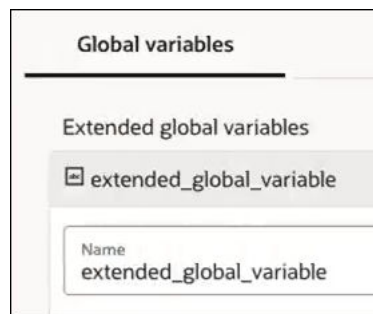 Global variables
Extended global variables
extended_global_variable
Name
extended_global_variable